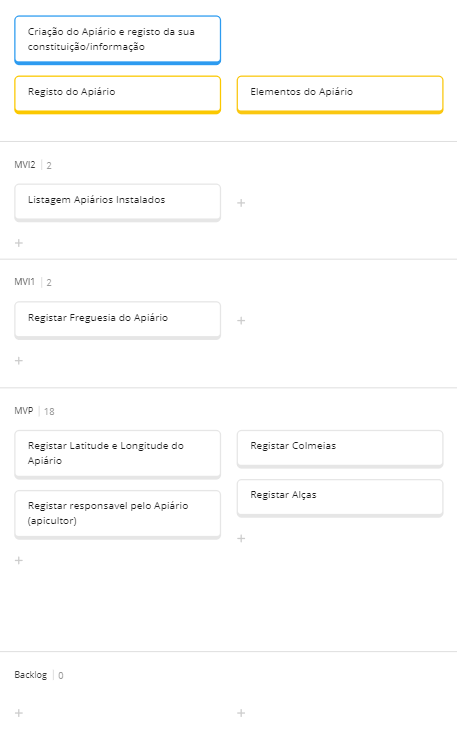 Criação do Apiário e registo da sua
constituição/informação
Registo do Apiário
Elementos do Apiário
MVI2 | 2
Listagem Apiários Instalados
+
+
MVI1 | 2
Registar Freguesia do Apiário
+
+
MVP | 18
Registar Latitude e Longitude do
Apiário
Registar Colmeias
Registar responsavel pelo Apiário
(apicultor)
Registar Alças
+
+
Backlog | 0
+
+